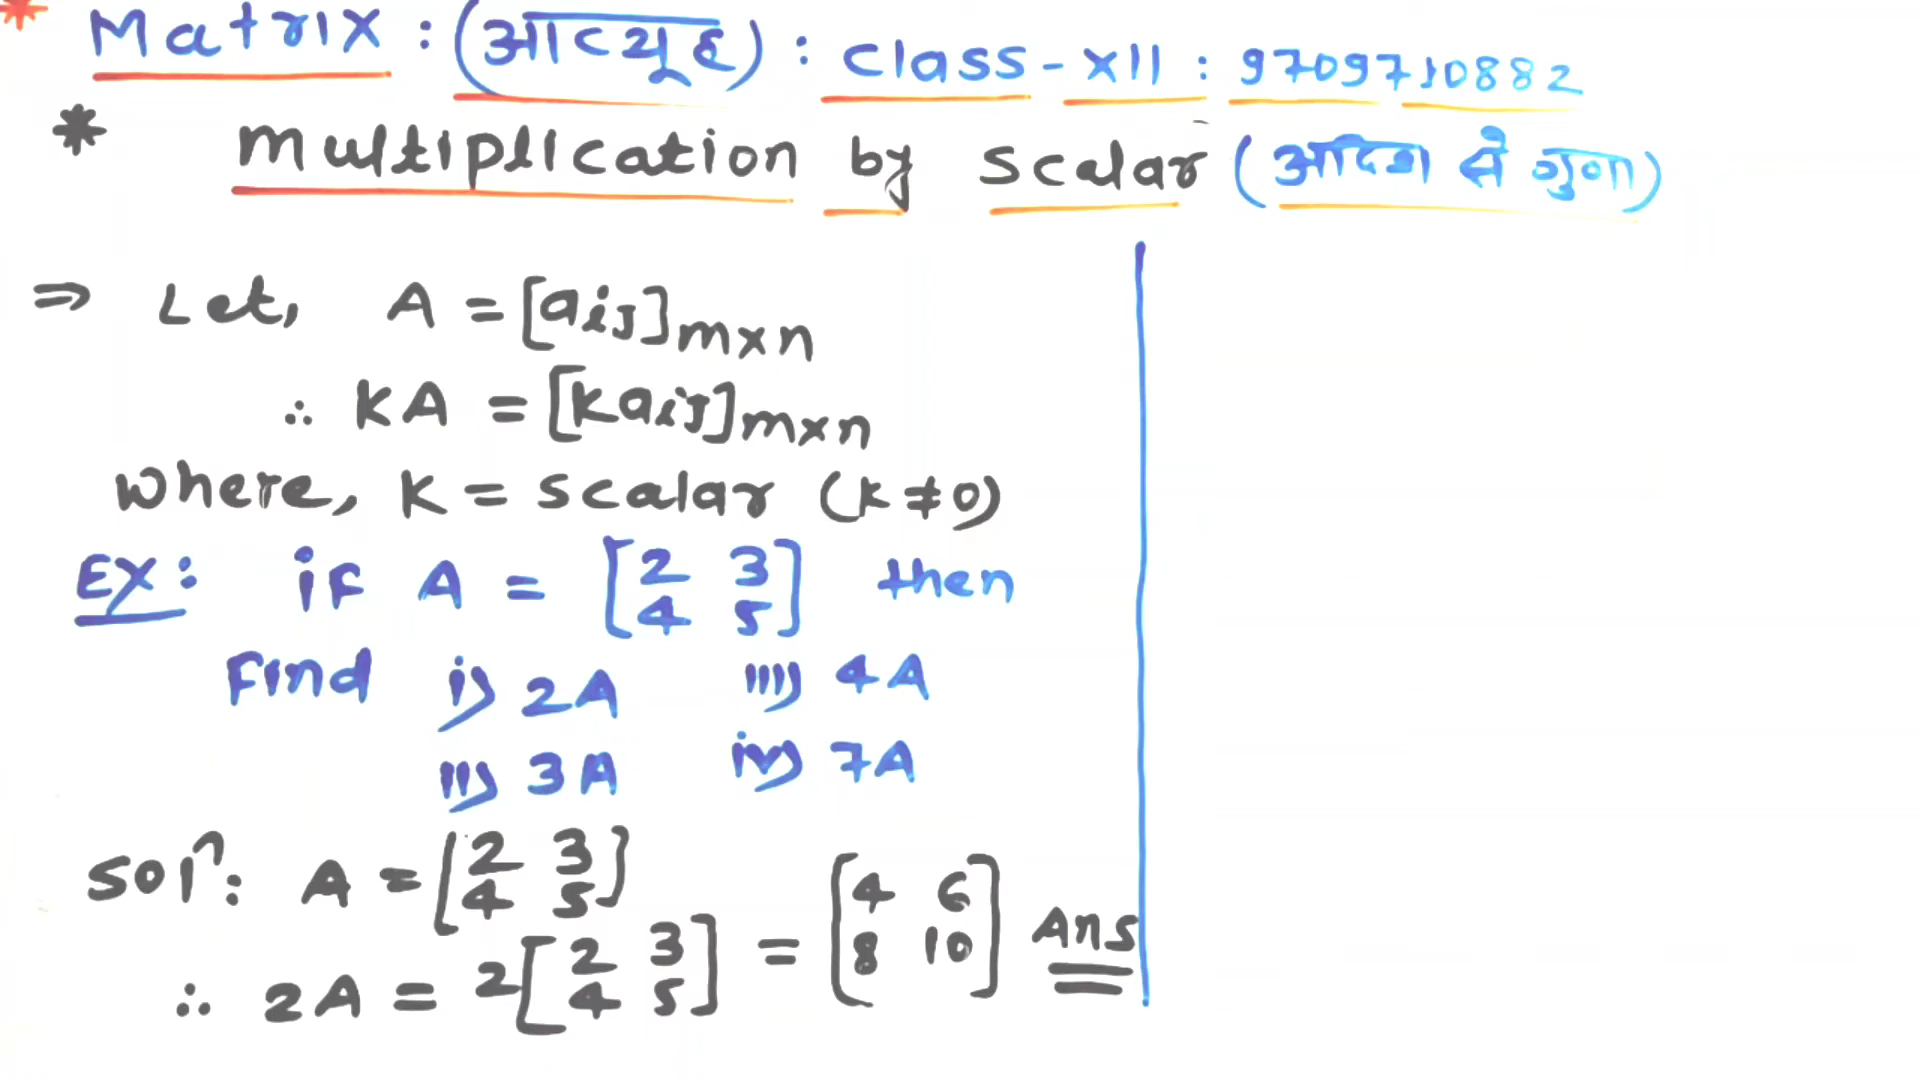 * Matrix : (आव्यूह) : Class - XII : 9709710882
* Multiplication by Scalar (अदिश से गुणा)
⇒ Let, A = [aij]m×n
∴ KA = [Kaij]m×n
Where, K = Scalar (K ≠ 0)
EX: if A = [2 3
4 5] then
Find i) 2A iii) 4A
ii) 3A iv) 7A
Solⁿ: A = [2 3
4 5]
∴ 2A = 2[2 3
4 5] = [4 6
8 10] Ans